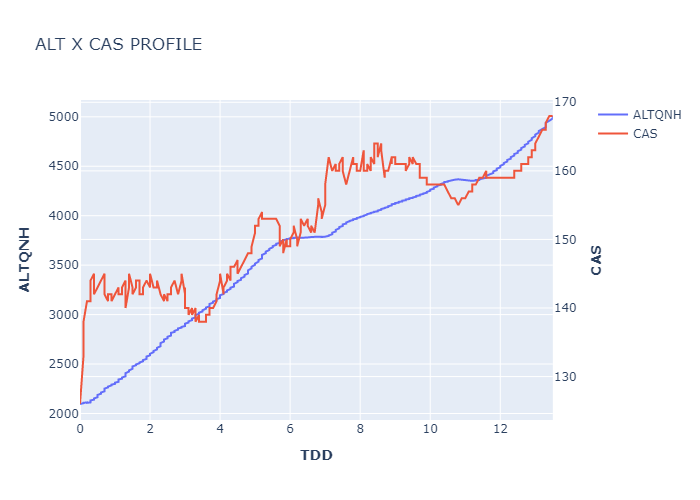 ALT X CAS PROFILE
ALTQNH
CAS
5000
4500
4000
3500
3000
2500
2000
170
160
150
140
130
0 2 4 6 8 10 12
ALTQNH
CAS
TDD